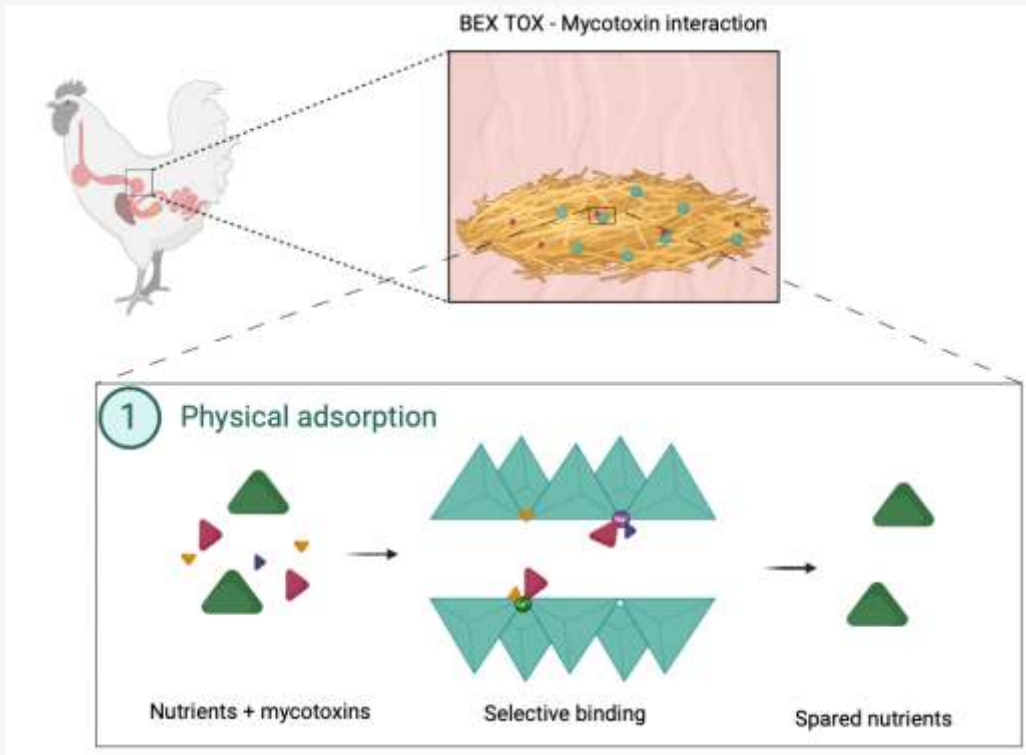 BEX TOX - Mycotoxin interaction
1 Physical adsorption
Nutrients + mycotoxins
Selective binding
Spared nutrients